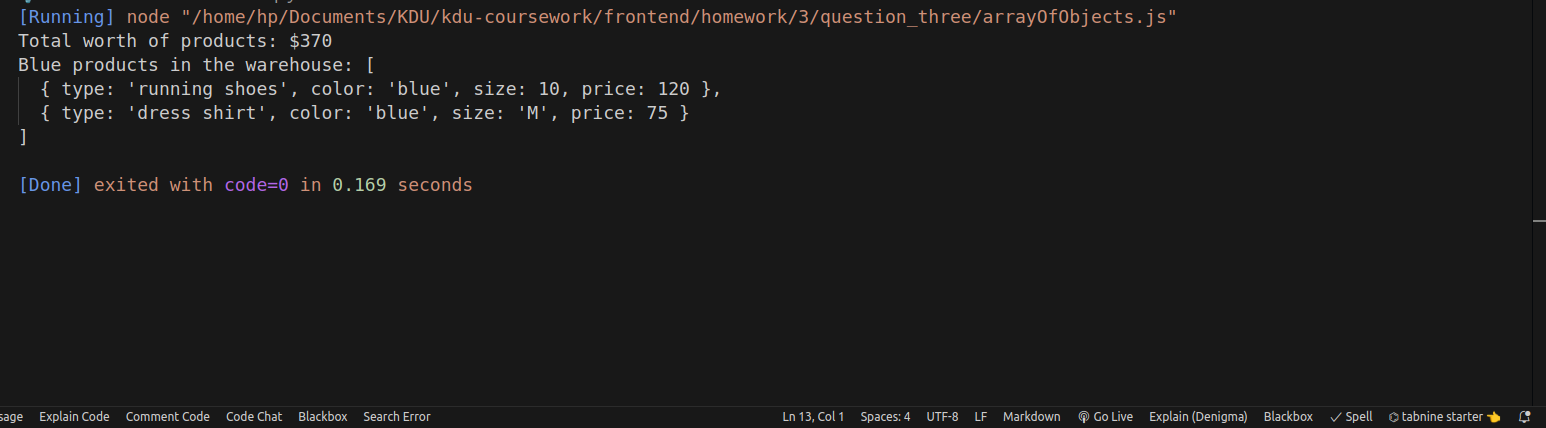 [Running] node "/home/hp/Documents/KDU/kdu-coursework/frontend/homework/3/question_three/arrayOfObjects.js"
Total worth of products: $370
Blue products in the warehouse: [
  { type: 'running shoes', color: 'blue', size: 10, price: 120 },
  { type: 'dress shirt', color: 'blue', size: 'M', price: 75 }
]
[Done] exited with code=0 in 0.169 seconds
sage Explain Code Comment Code Code Chat Blackbox Search Error Ln 13, Col 1 Spaces: 4 UTF-8 LF Markdown Go Live Explain (Denigma) Blackbox Spell tabnine starter